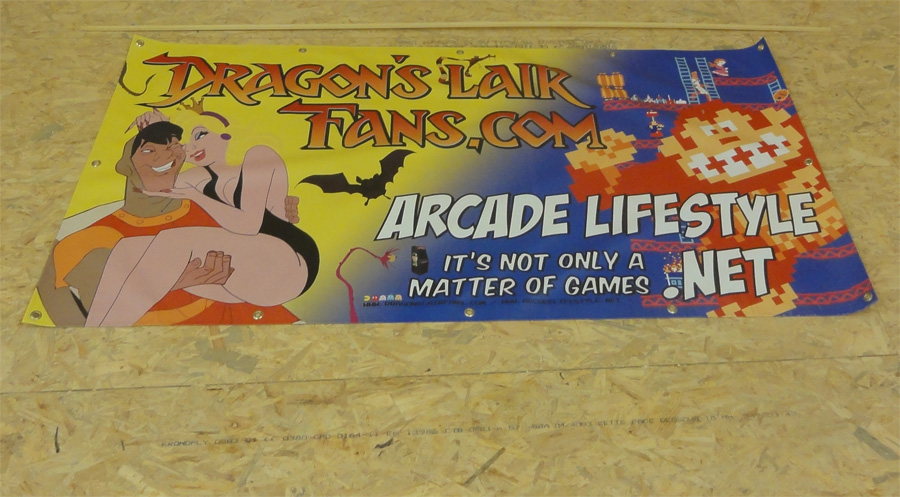 DRAGON'S LAIR
FANS.COM
ARCADE LIFESTYLE
.NET
IT'S NOT ONLY A
MATTER OF GAMES